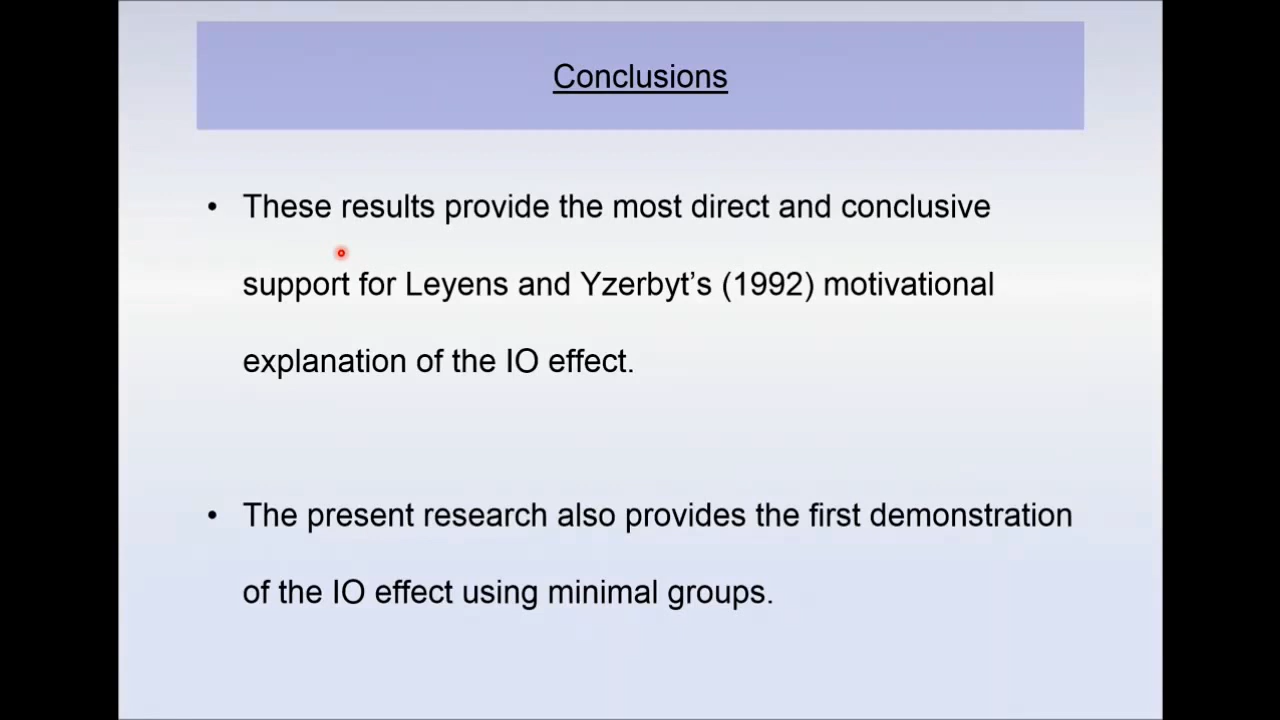 Conclusions
• These results provide the most direct and conclusive
support for Leyens and Yzerbyt’s (1992) motivational
explanation of the IO effect.
• The present research also provides the first demonstration
of the IO effect using minimal groups.